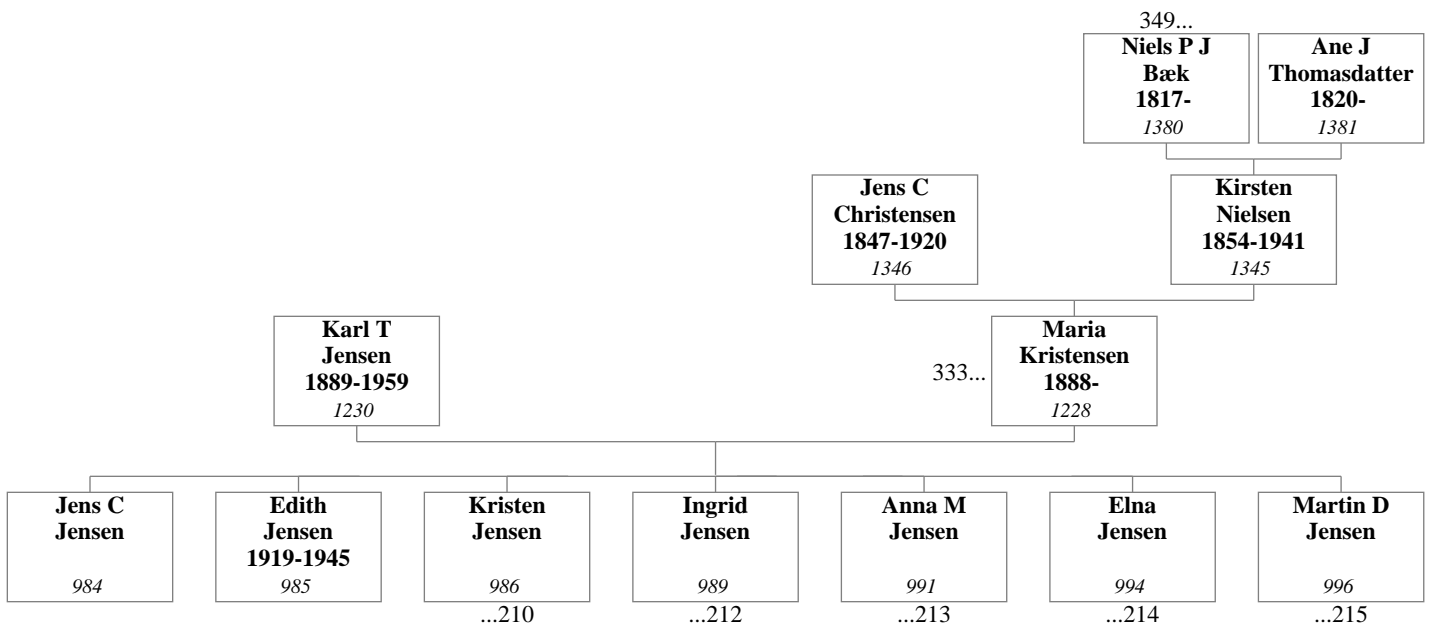 349...
Niels P J
Bæk
1817-
1380
Ane J
Thomasdatter
1820-
1381
Jens C
Christensen
1847-1920
1346
Kirsten
Nielsen
1854-1941
1345
Karl T
Jensen
1889-1959
1230
333...
Maria
Kristensen
1888-
1228
Jens C
Jensen
984
Edith
Jensen
1919-1945
985
Kristen
Jensen
986
...210
Ingrid
Jensen
989
...212
Anna M
Jensen
991
...213
Elna
Jensen
994
...214
Martin D
Jensen
996
...215